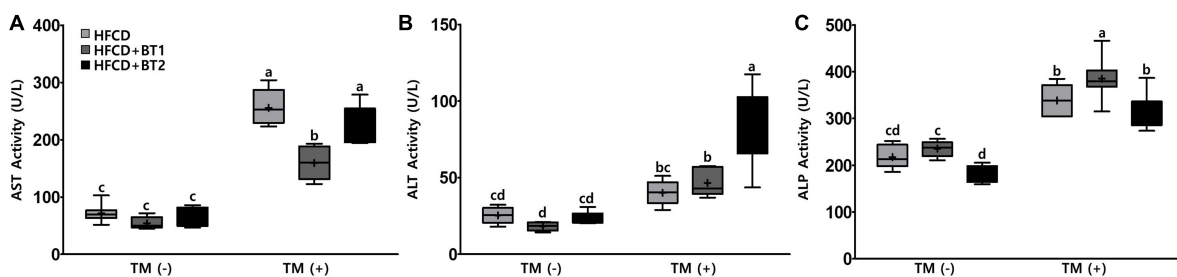 A
AST Activity (U/L)
400
300
200
100
0
HFCD
HFCD+BT1
HFCD+BT2
c
c
c
a
b
a
TM (-)
TM (+)
B
ALT Activity (U/L)
150
100
50
0
cd
d
cd
bc
b
a
TM (-)
TM (+)
C
ALP Activity (U/L)
500
400
300
200
100
0
cd
c
d
b
a
b
TM (-)
TM (+)